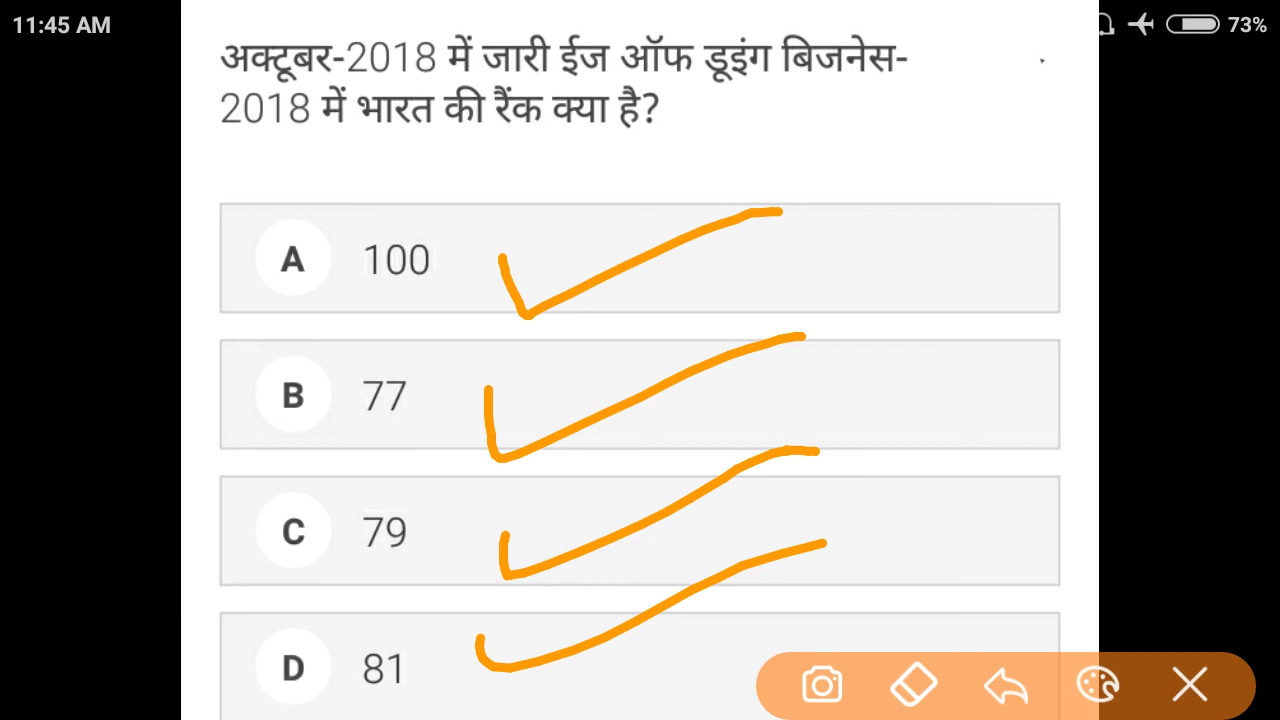 11:45 AM
73%
अक्टूबर-2018 में जारी ईज ऑफ डूइंग बिजनेस-
2018 में भारत की रैंक क्या है?
A 100
B 77
C 79
D 81